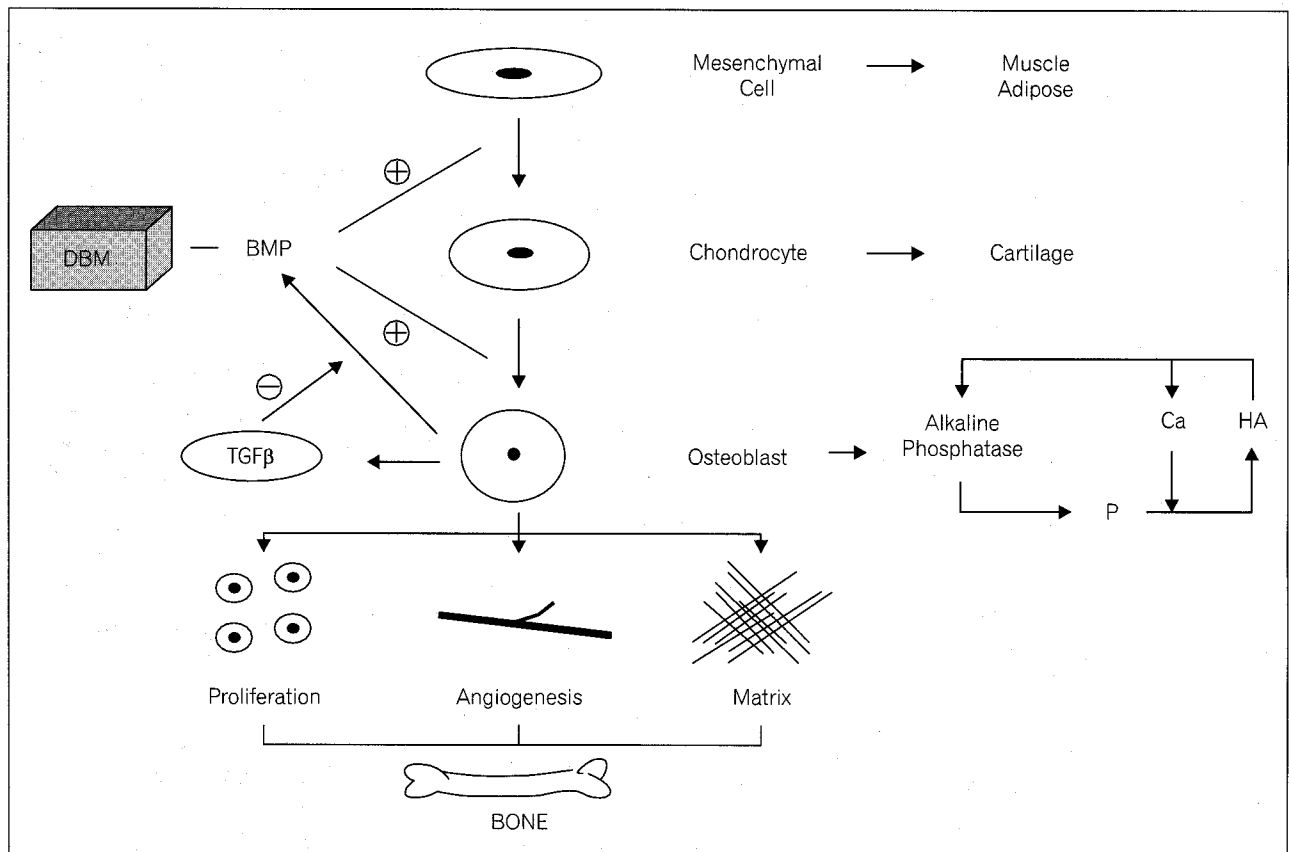 Mesenchymal
Cell
Muscle
Adipose
+
DBM
BMP
Chondrocyte
Cartilage
+
−
TGFβ
Osteoblast
Alkaline
Phosphatase
Ca
HA
P
Proliferation
Angiogenesis
Matrix
BONE